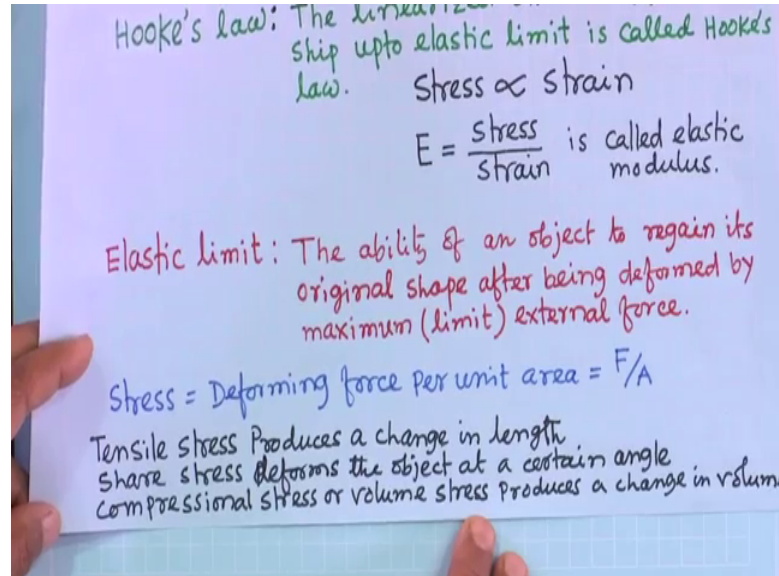 Hooke's law: The linear
ship upto elastic limit is called Hooke's
law.
Stress ∝ Strain
E = stress/strain is called elastic
modulus.
Elastic limit: The ability of an object to regain its
original shape after being deformed by
maximum (limit) external force.
Stress = Deforming force per unit area = F/A
Tensile stress Produces a change in length
Share stress deforms the object at a certain angle
compressional stress or volume stress produces a change in volum